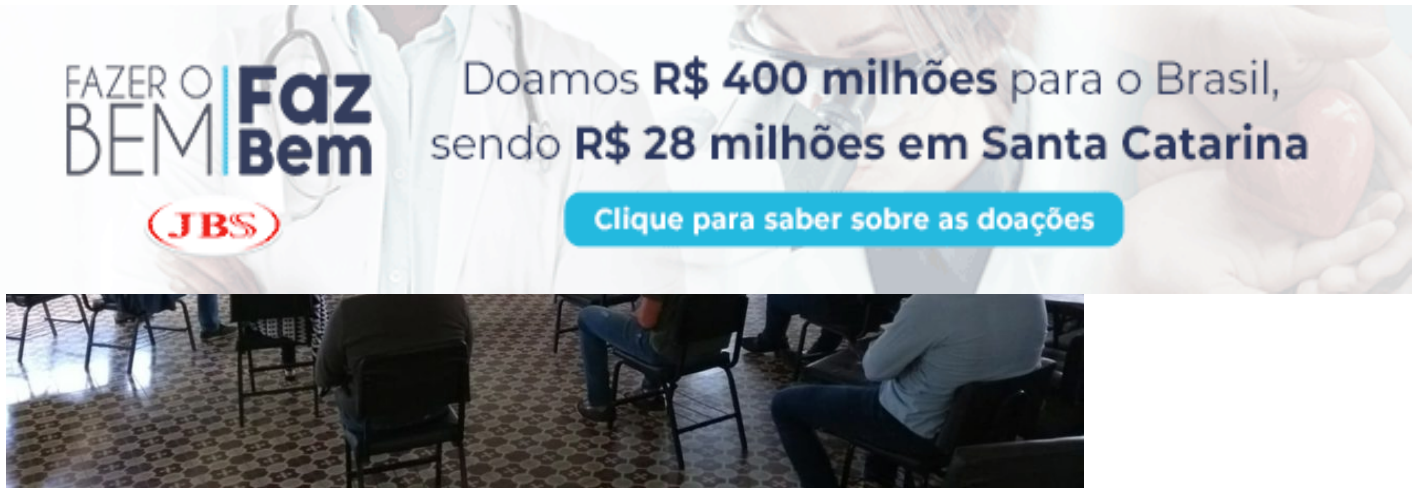 FAZER O
BEM
Faz
Bem
JBS
Doamos R$ 400 milhões para o Brasil,
sendo R$ 28 milhões em Santa Catarina
Clique para saber sobre as doações